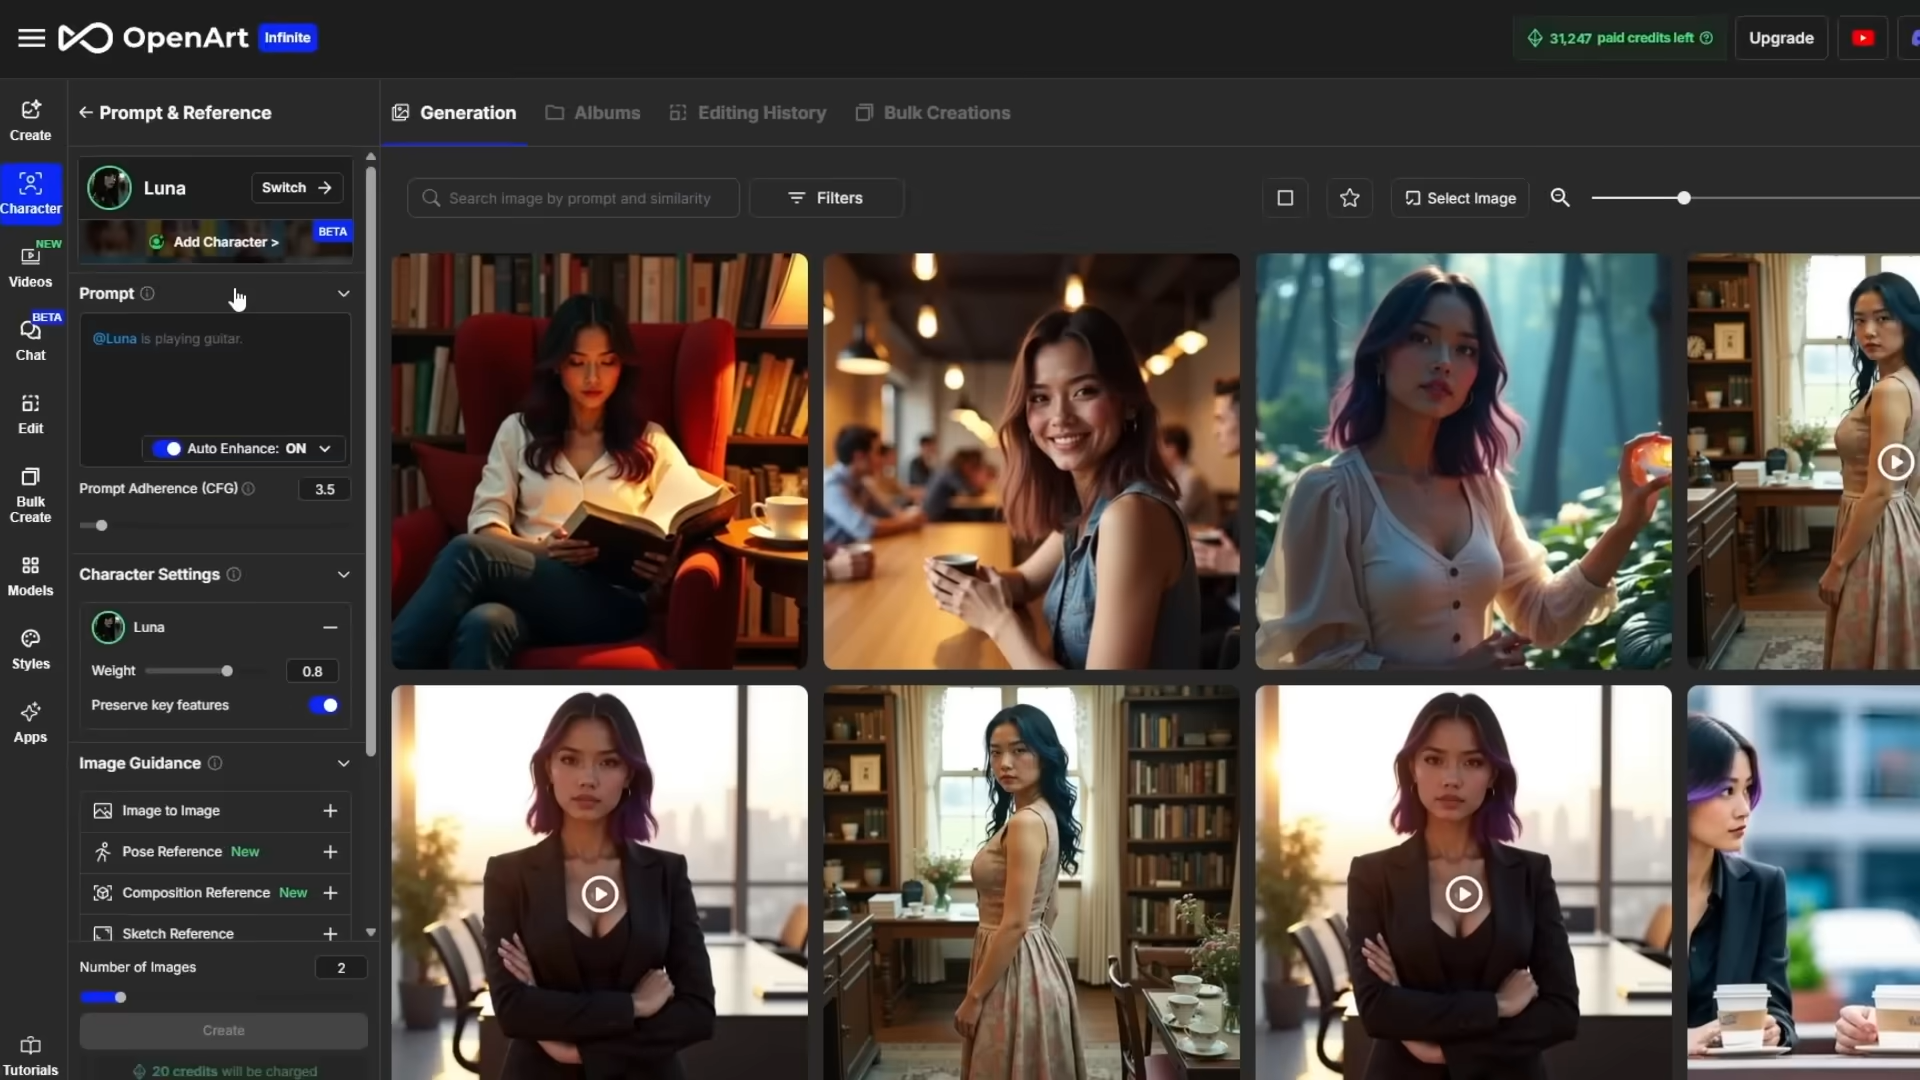 OpenArt Infinite
31,247 paid credits left
Upgrade
Create
Character
NEW
Videos
BETA
Chat
Edit
Bulk
Create
Models
Styles
Apps
Tutorials
Prompt & Reference
Luna
Switch
Add Character >
BETA
Prompt
@Luna is playing guitar.
Auto Enhance: ON
Prompt Adherence (CFG) 3.5
Character Settings
Luna
Weight 0.8
Preserve key features
Image Guidance
Image to Image
Pose Reference New
Composition Reference New
Sketch Reference
Number of Images 2
Create
20 credits will be charged
Generation Albums Editing History Bulk Creations
Search image by prompt and similarity
Filters
Select Image